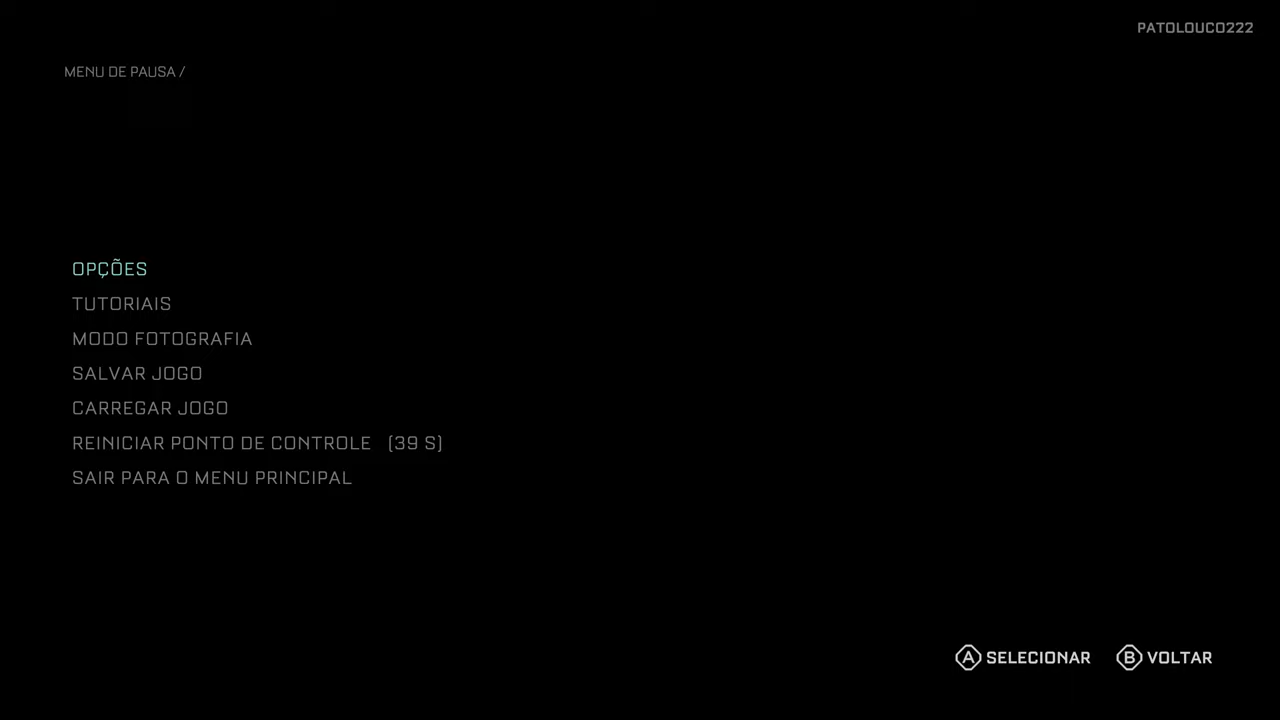 PATOLOUCO222
MENU DE PAUSA /
OPÇÕES
TUTORIAIS
MODO FOTOGRAFIA
SALVAR JOGO
CARREGAR JOGO
REINICIAR PONTO DE CONTROLE (39 S)
SAIR PARA O MENU PRINCIPAL
A SELECIONAR B VOLTAR